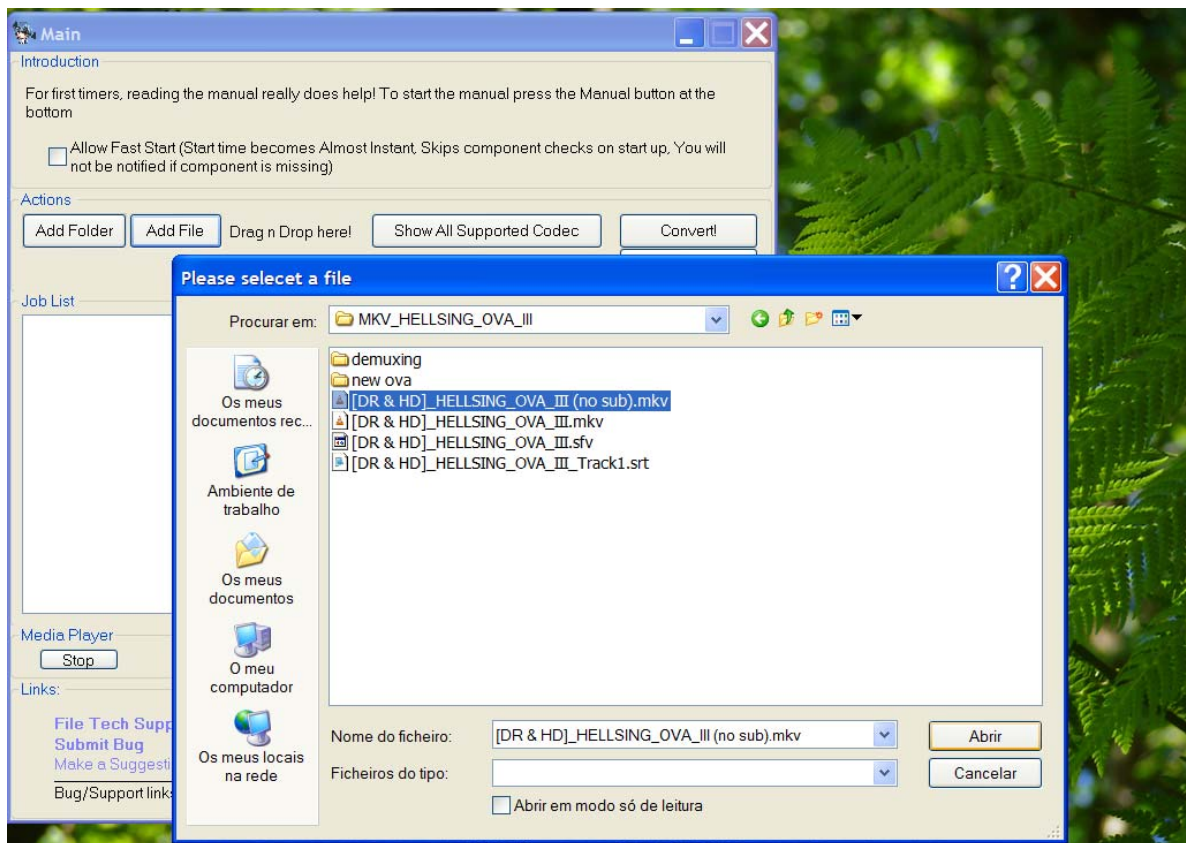 Main
Introduction
For first timers, reading the manual really does help! To start the manual press the Manual button at the
bottom
Allow Fast Start (Start time becomes Almost Instant, Skips component checks on start up, You will
not be notified if component is missing)
Actions
Add Folder Add File Drag n Drop here! Show All Supported Codec Convert!
Please selecet a file
Job List
Procurar em: MKV_HELLSING_OVA_III
demuxing
new ova
[DR & HD]_HELLSING_OVA_Ⅲ (no sub).mkv
[DR & HD]_HELLSING_OVA_Ⅲ.mkv
[DR & HD]_HELLSING_OVA_Ⅲ.sfv
[DR & HD]_HELLSING_OVA_Ⅲ_Track1.srt
Os meus
documentos rec...
Ambiente de
trabalho
Os meus
documentos
O meu
computador
Os meus locais
na rede
Media Player
Stop
Links:
File Tech
Submit Bug
Make a
Bug/Support
Nome do ficheiro: [DR & HD]_HELLSING_OVA_III (no sub).mkv Abrir
Ficheiros do tipo: Cancelar
Abrir em modo só de leitura